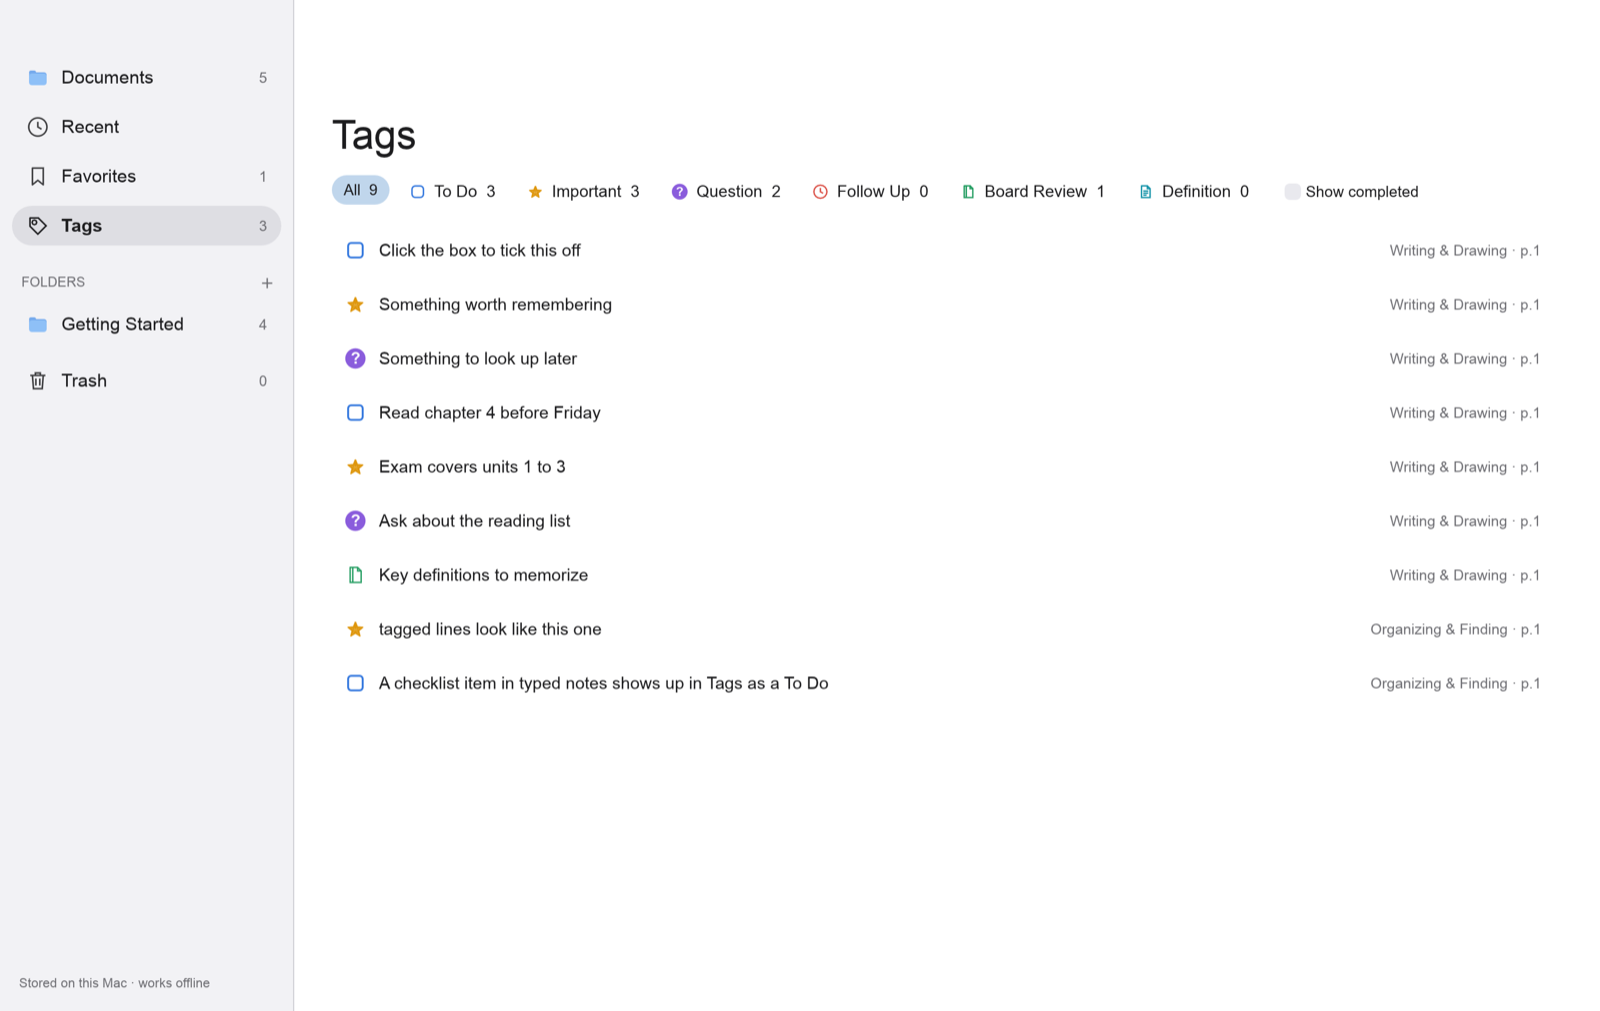 Documents 5
Recent
Favorites 1
Tags 3
FOLDERS +
Getting Started 4
Trash 0
Stored on this Mac · works offline
Tags
All 9 To Do 3 Important 3 ? Question 2 Follow Up 0 Board Review 1 Definition 0 Show completed
Click the box to tick this off Writing & Drawing · p.1
Something worth remembering Writing & Drawing · p.1
? Something to look up later Writing & Drawing · p.1
Read chapter 4 before Friday Writing & Drawing · p.1
Exam covers units 1 to 3 Writing & Drawing · p.1
? Ask about the reading list Writing & Drawing · p.1
Key definitions to memorize Writing & Drawing · p.1
tagged lines look like this one Organizing & Finding · p.1
A checklist item in typed notes shows up in Tags as a To Do Organizing & Finding · p.1